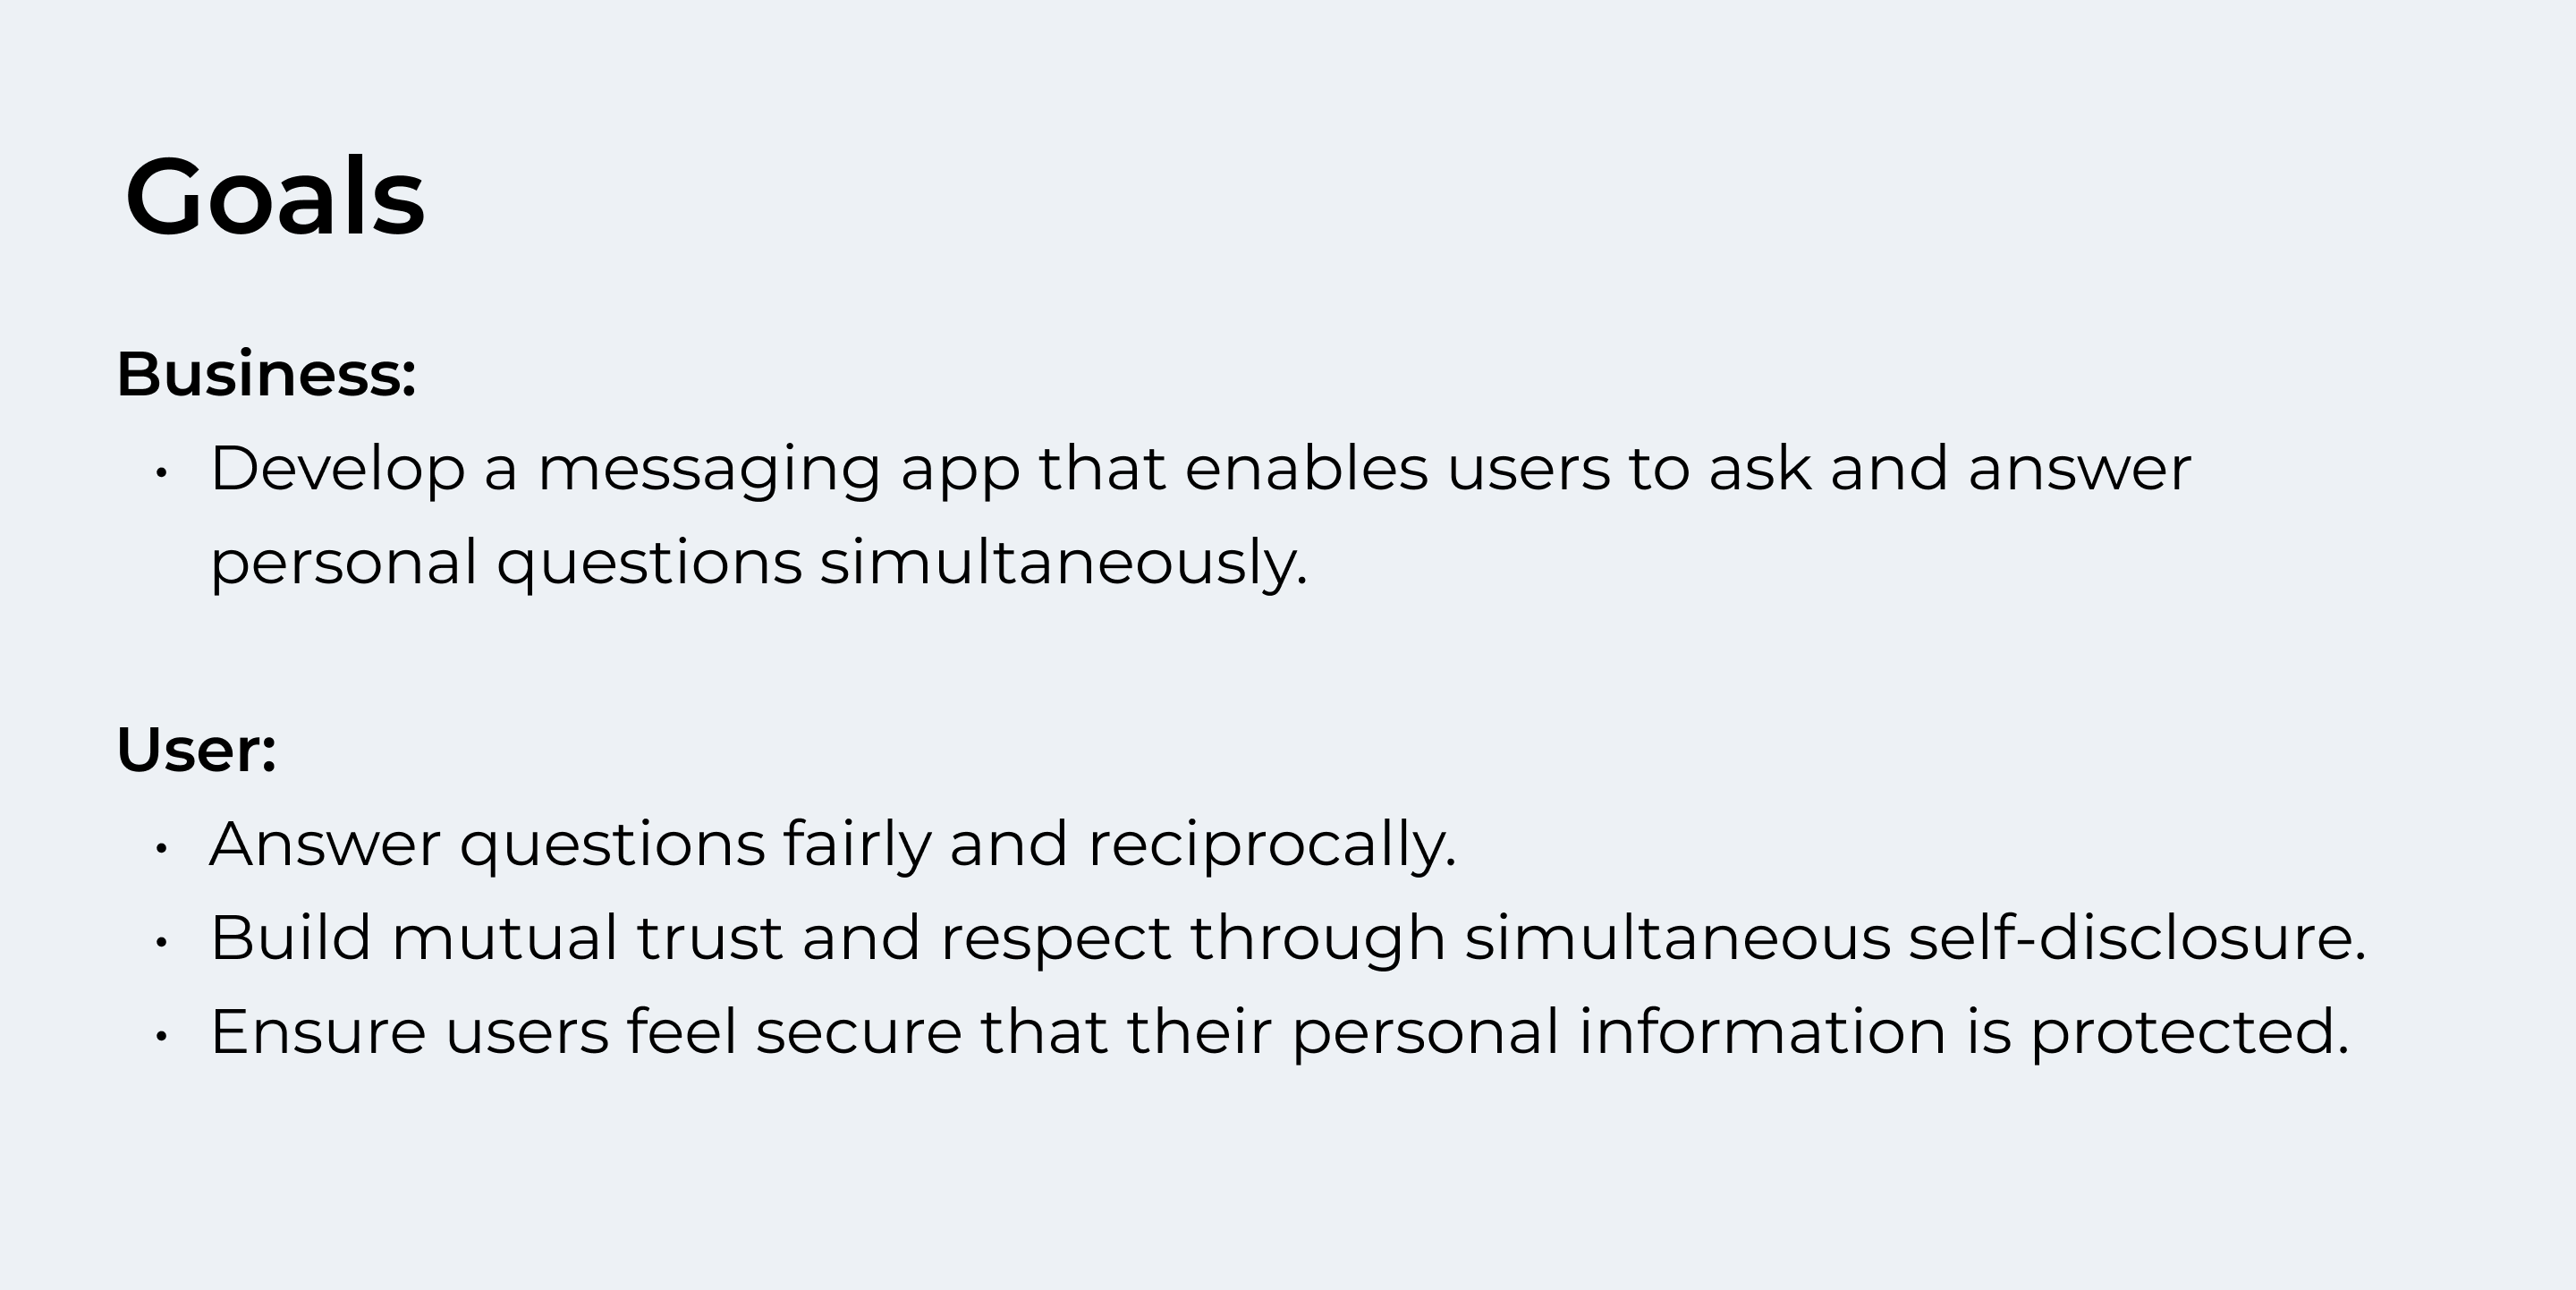 Goals
Business:
• Develop a messaging app that enables users to ask and answer
personal questions simultaneously.
User:
• Answer questions fairly and reciprocally.
• Build mutual trust and respect through simultaneous self-disclosure.
• Ensure users feel secure that their personal information is protected.